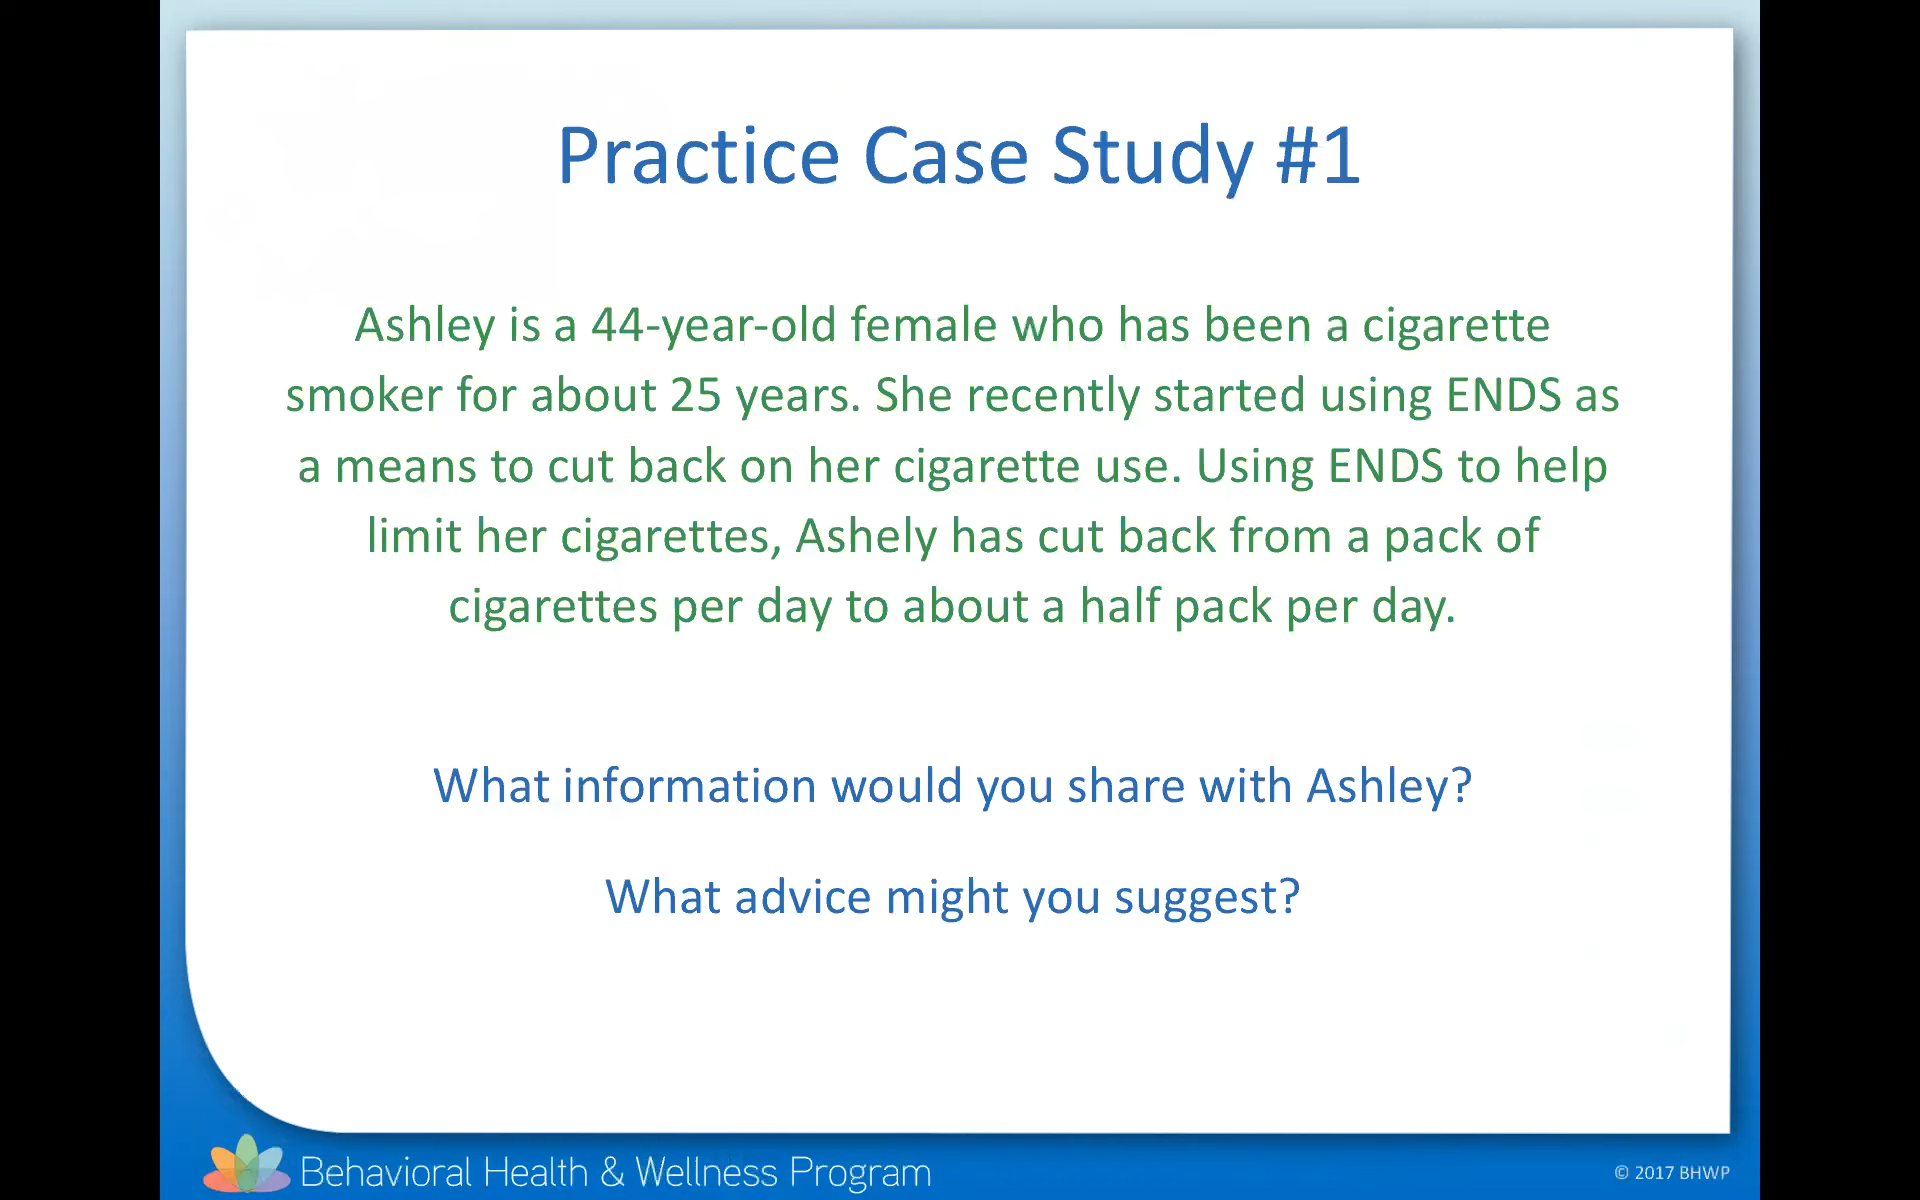 Practice Case Study #1
Ashley is a 44-year-old female who has been a cigarette
smoker for about 25 years. She recently started using ENDS as
a means to cut back on her cigarette use. Using ENDS to help
limit her cigarettes, Ashely has cut back from a pack of
cigarettes per day to about a half pack per day.
What information would you share with Ashley?
What advice might you suggest?
Behavioral Health & Wellness Program
© 2017 BHWP